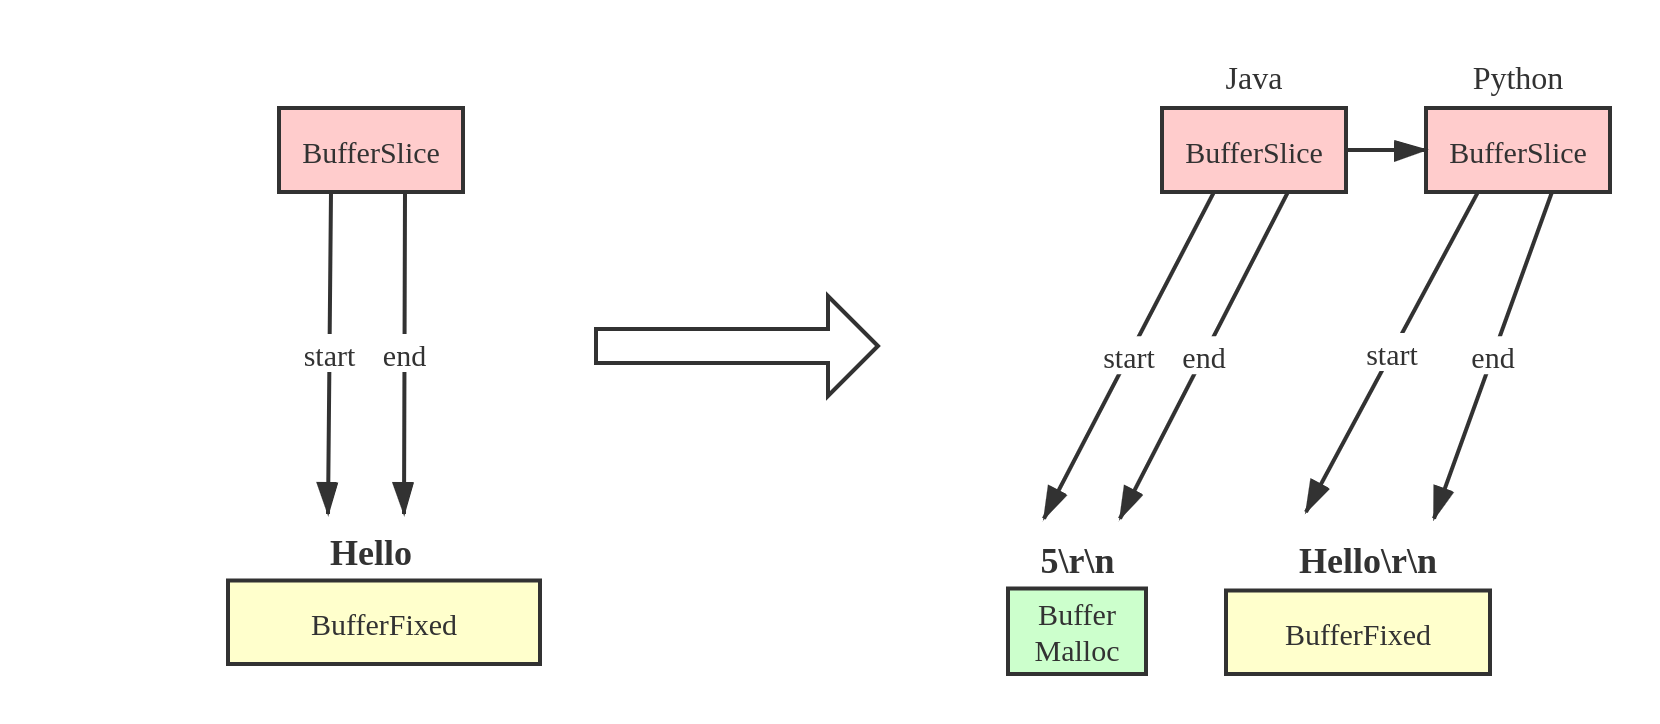 Java
Python
BufferSlice
BufferSlice
BufferSlice
start
end
start
end
start
end
Hello
5\r\n
Hello\r\n
BufferFixed
Buffer
Malloc
BufferFixed